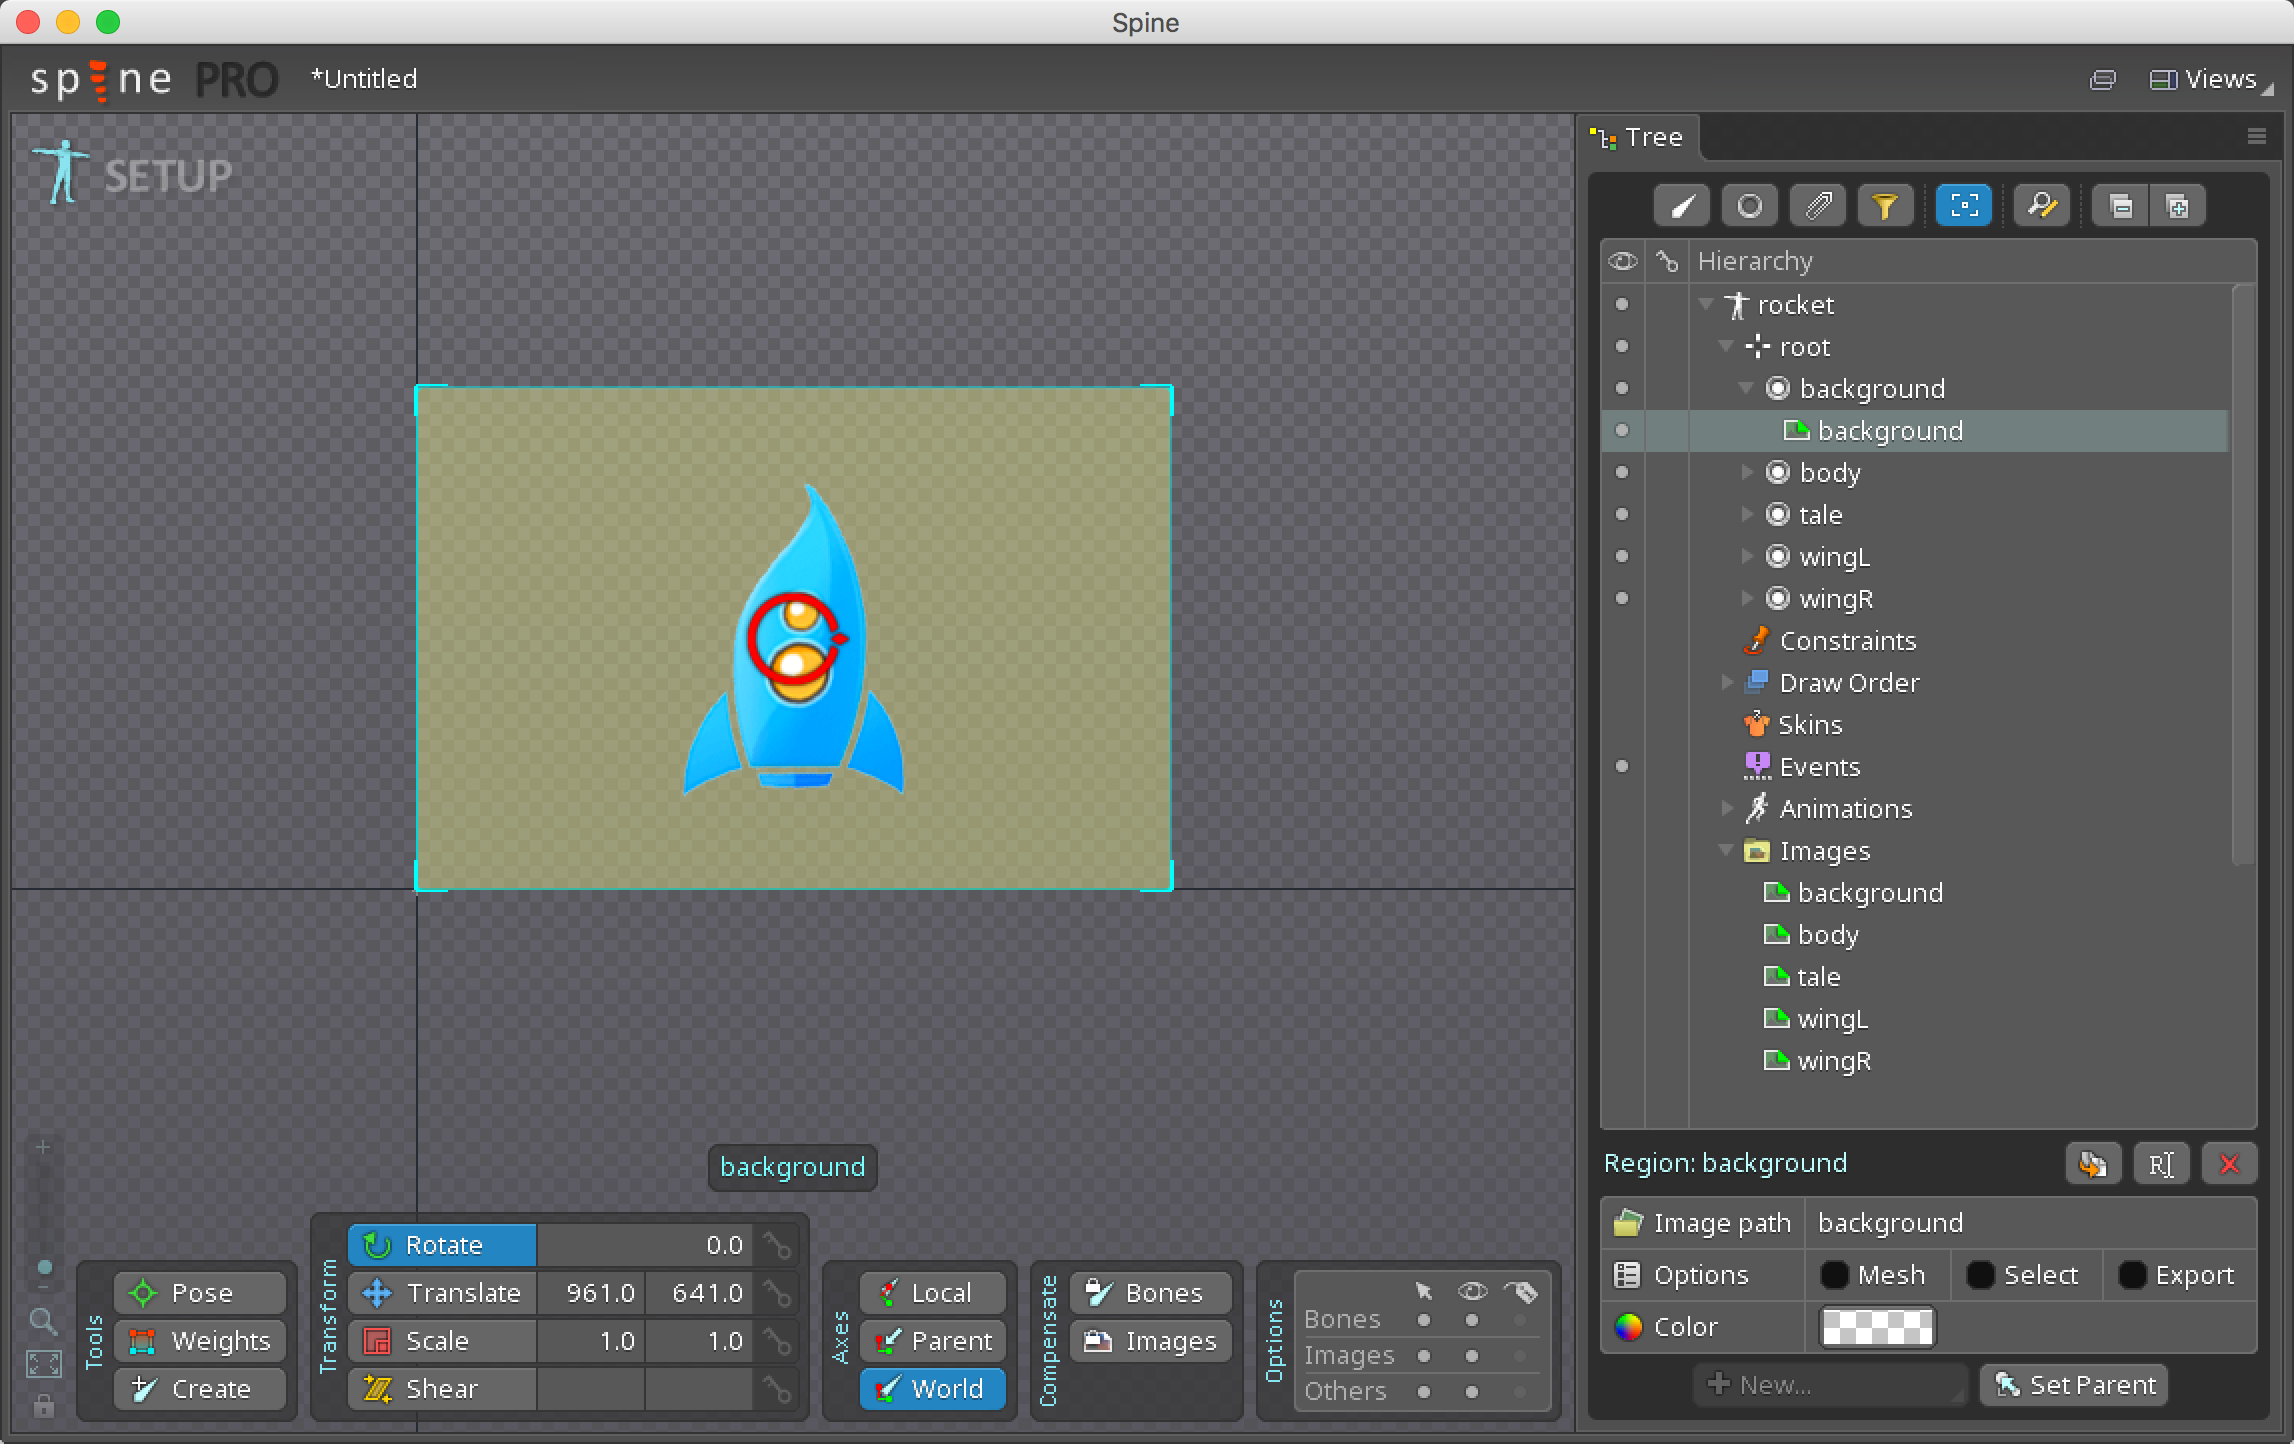 Spine
spine PRO *Untitled Views
SETUP
Tree
Hierarchy
rocket
root
background
background
body
tale
wingL
wingR
Constraints
Draw Order
Skins
Events
Animations
Images
background
body
tale
wingL
wingR
background
Region: background
Image path background
Options Mesh Select Export
Color
New... Set Parent
Tools
Pose
Weights
Create
Transform
Rotate 0.0
Translate 961.0 641.0
Scale 1.0 1.0
Shear
Axes
Local
Parent
World
Compensate
Bones
Images
Options
Bones
Images
Others